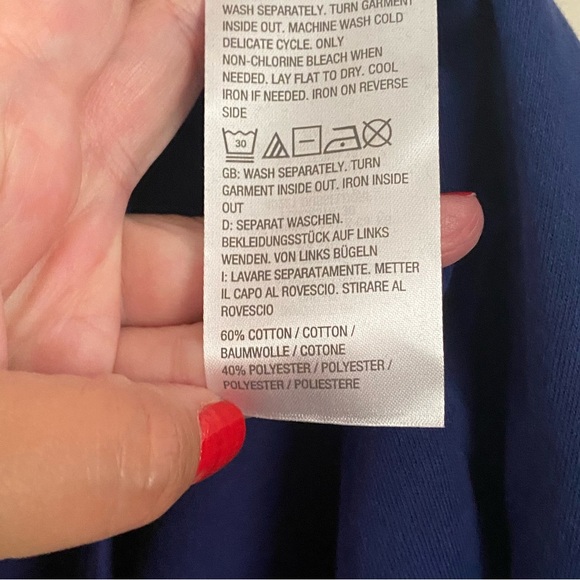 WASH SEPARATELY. TURN GARMENT
INSIDE OUT. MACHINE WASH COLD
DELICATE CYCLE. ONLY
NON-CHLORINE BLEACH WHEN
NEEDED. LAY FLAT TO DRY. COOL
IRON IF NEEDED. IRON ON REVERSE
SIDE
30
GB: WASH SEPARATELY. TURN
GARMENT INSIDE OUT. IRON INSIDE
OUT
D: SEPARAT WASCHEN.
BEKLEIDUNGSSTÜCK AUF LINKS
WENDEN. VON LINKS BÜGELN
I: LAVARE SEPARATAMENTE. METTER
IL CAPO AL ROVESCIO. STIRARE AL
ROVESCIO
60% COTTON / COTTON /
BAUMWOLLE / COTONE
40% POLYESTER / POLYESTER /
POLYESTER / POLIESTERE